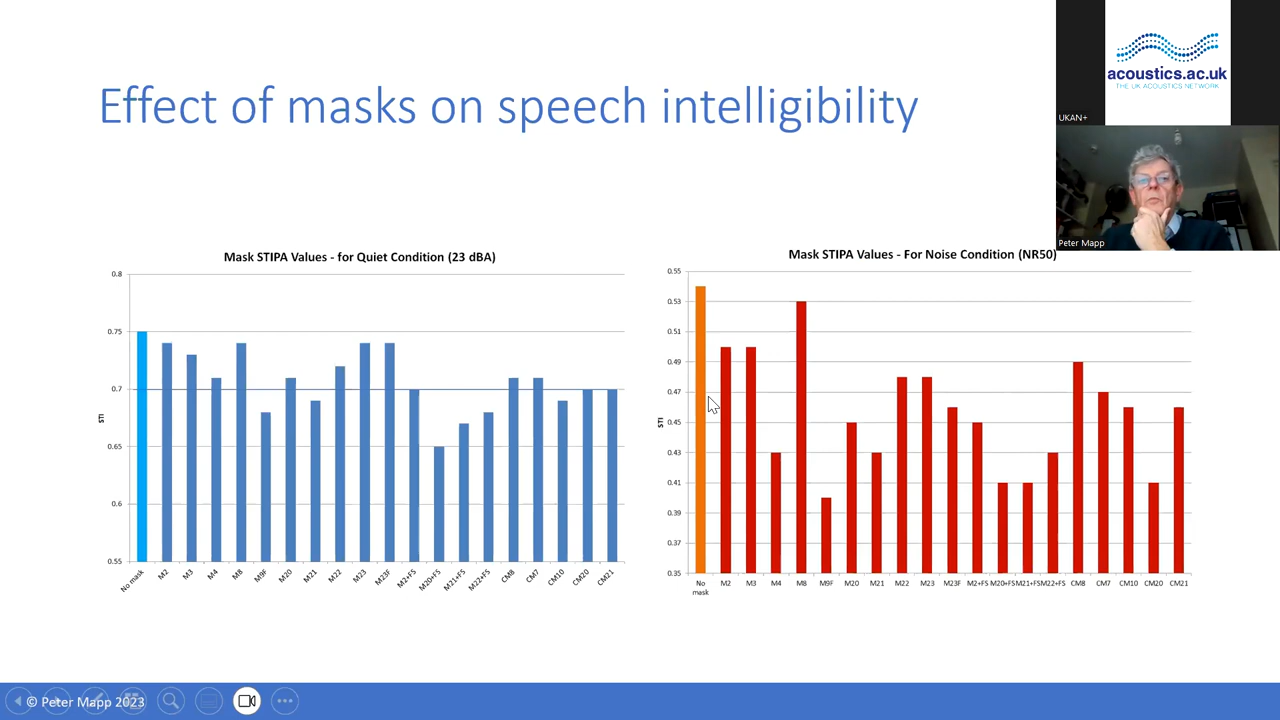 Effect of masks on speech intelligibility
acoustics.ac.uk
THE UK ACOUSTICS NETWORK
UKAN+
Peter Mapp
Mask STIPA Values - for Quiet Condition (23 dBA)
0.8
0.75
0.7
0.65
0.6
0.55
STI
No mask
M2
M3
M4
M8
M9F
M20
M21
M22
M23
M23F
M2+FS
M20+FS
M21+FS
M22+FS
CM8
CM7
CM10
CM20
CM21
Mask STIPA Values - For Noise Condition (NR50)
0.55
0.53
0.51
0.49
0.47
0.45
0.43
0.41
0.39
0.37
0.35
STI
No
mask
M2
M3
M4
M8
M9F
M20
M21
M22
M23
M23F
M2+FS
M20+FS
M21+FS
M22+FS
CM8
CM7
CM10
CM20
CM21
© Peter Mapp 2023